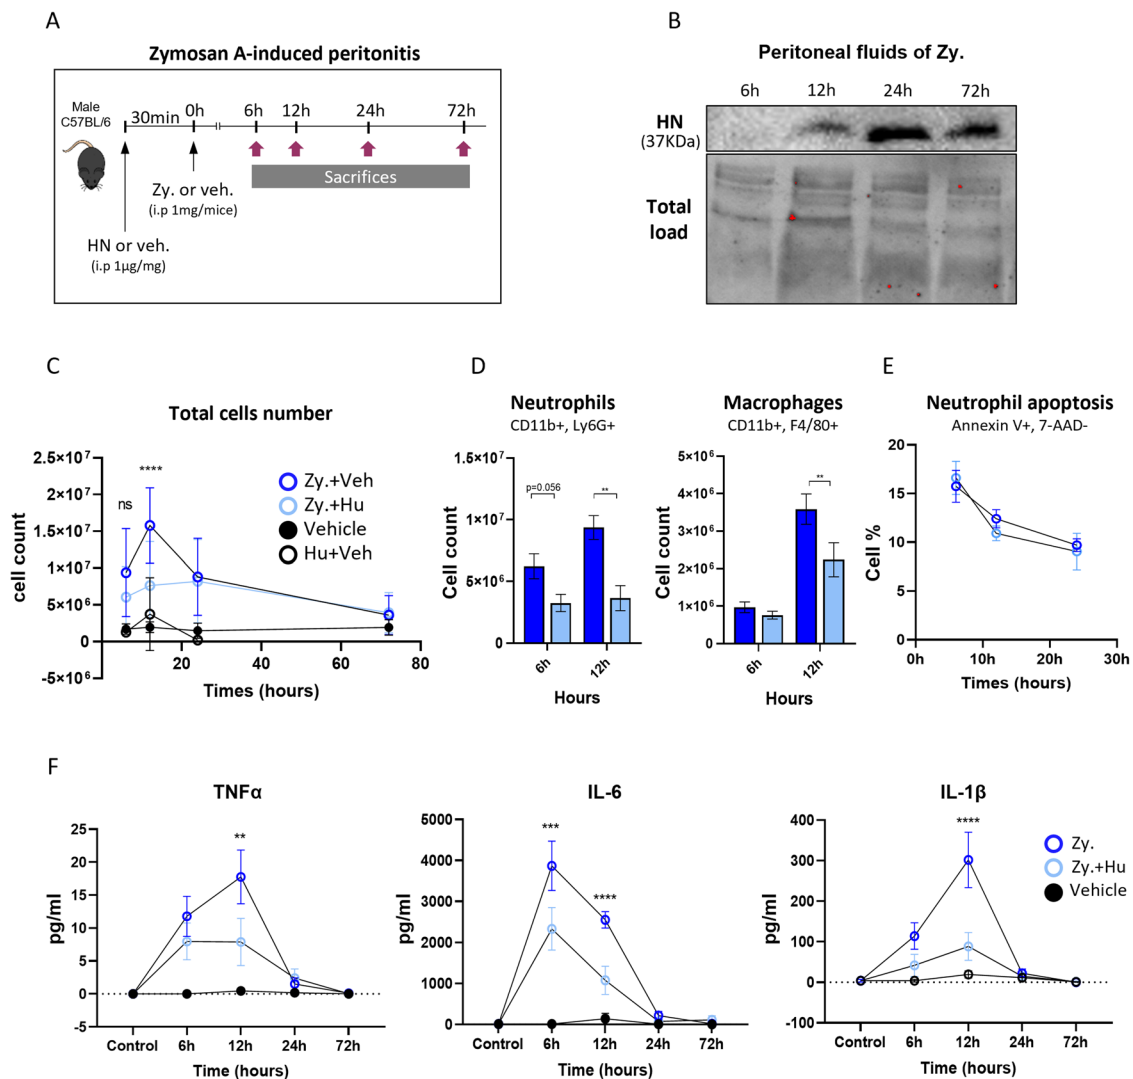 A
Zymosan A-induced peritonitis
Male
C57BL/6
30min
0h
6h
12h
24h
72h
Sacrifices
Zy. or veh.
(i.p 1mg/mice)
HN or veh.
(i.p 1µg/mg)
B
Peritoneal fluids of Zy.
6h
12h
24h
72h
HN
(37KDa)
Total
load
C
Total cells number
2.5×10⁷
2.0×10⁷
1.5×10⁷
1.0×10⁷
5.0×10⁶
0
-5.0×10⁶
cell count
ns
****
Zy.+Veh
Zy.+Hu
Vehicle
Hu+Veh
20
40
60
80
Times (hours)
D
Neutrophils
CD11b+, Ly6G+
1.5×10⁷
1×10⁷
5×10⁶
0
Cell count
p=0.056
**
6h
12h
Hours
Macrophages
CD11b+, F4/80+
5×10⁶
4×10⁶
3×10⁶
2×10⁶
1×10⁶
0
Cell count
**
6h
12h
Hours
E
Neutrophil apoptosis
Annexin V+, 7-AAD-
20
15
10
5
0
Cell %
0h
10h
20h
30h
Times (hours)
F
TNFα
25
20
15
10
5
0
-5
pg/ml
**
Control
6h
12h
24h
72h
Time (hours)
IL-6
5000
4000
3000
2000
1000
0
pg/ml
***
****
Control
6h
12h
24h
72h
Time (hours)
IL-1β
400
300
200
100
0
-100
pg/ml
****
Zy.
Zy.+Hu
Vehicle
Control
6h
12h
24h
72h
Time (hours)